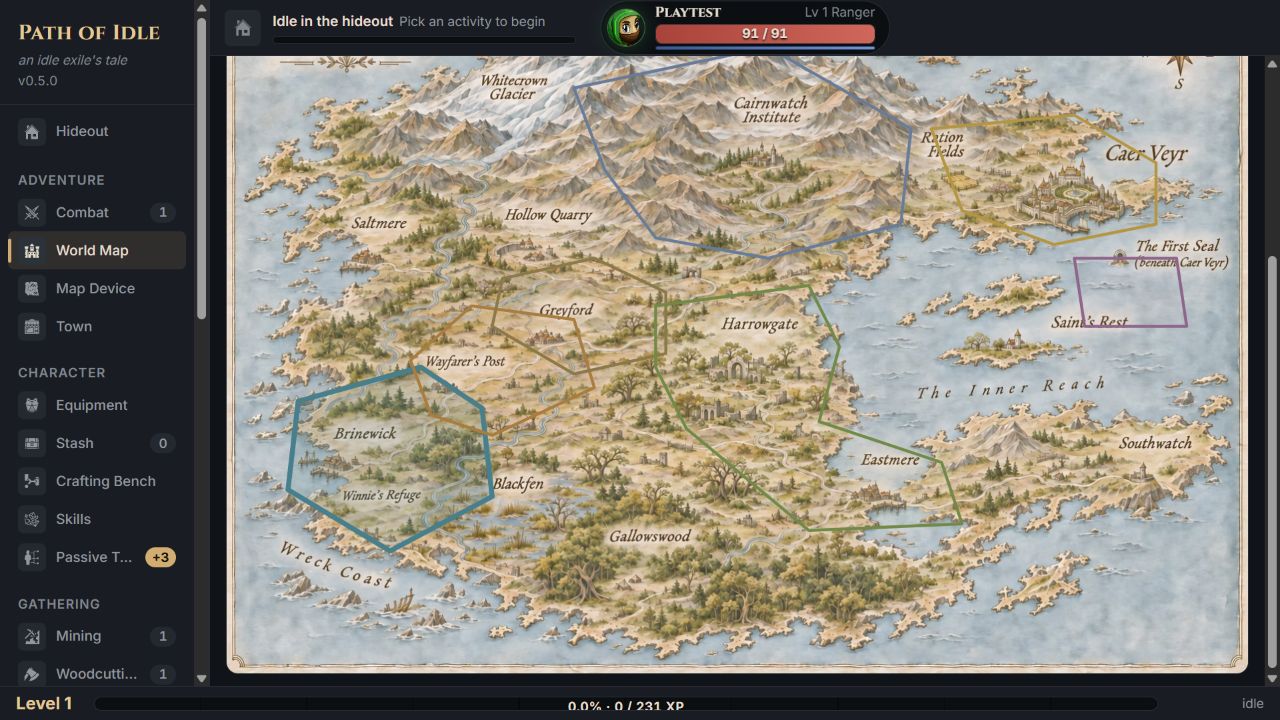 PATH OF IDLE
an idle exile's tale
v0.5.0
Hideout
ADVENTURE
Combat 1
World Map
Map Device
Town
CHARACTER
Equipment
Stash 0
Crafting Bench
Skills
Passive T... +3
GATHERING
Mining 1
Woodcutti... 1
Idle in the hideout Pick an activity to begin
PLAYTEST Lv 1 Ranger
91 / 91
S
Whitecrown
Glacier
Cairnwatch
Institute
Ration
Fields
Caer Veyr
Saltmere
Hollow Quarry
The First Seal
(beneath Caer Veyr)
Greyford
Harrowgate
Saint's Rest
Wayfarer's Post
The Inner Reach
Brinewick
Southwatch
Eastmere
Winnie's Refuge
Blackfen
Gallowswood
Wreck Coast
Level 1 0.0% · 0 / 231 XP idle